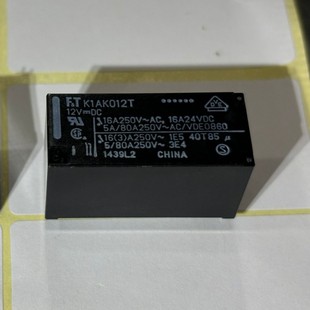 F&T K1AK012T
12V⎓DC
16A250V~AC, 16A24VDC
5A/80A250V~AC/VDE0860
16(3)A250V~ 1E5 40T85 µ
5/80A250V~ 3E4
1439L2 CHINA